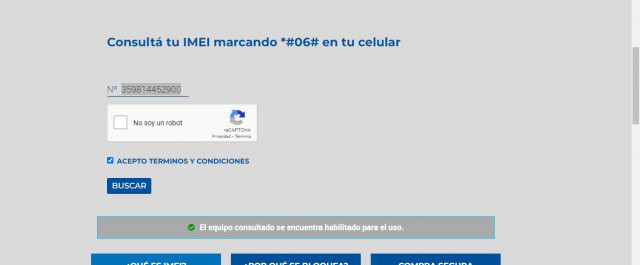 Consultá tu IMEI marcando *#06# en tu celular
Nº 359814452900
No soy un robot
reCAPTCHA
Privacidad - Términos
ACEPTO TERMINOS Y CONDICIONES
BUSCAR
El equipo consultado se encuentra habilitado para el uso.
¿QUÉ ES IMEI? ¿POR QUÉ SE BLOQUEA? COMPRA SEGURA